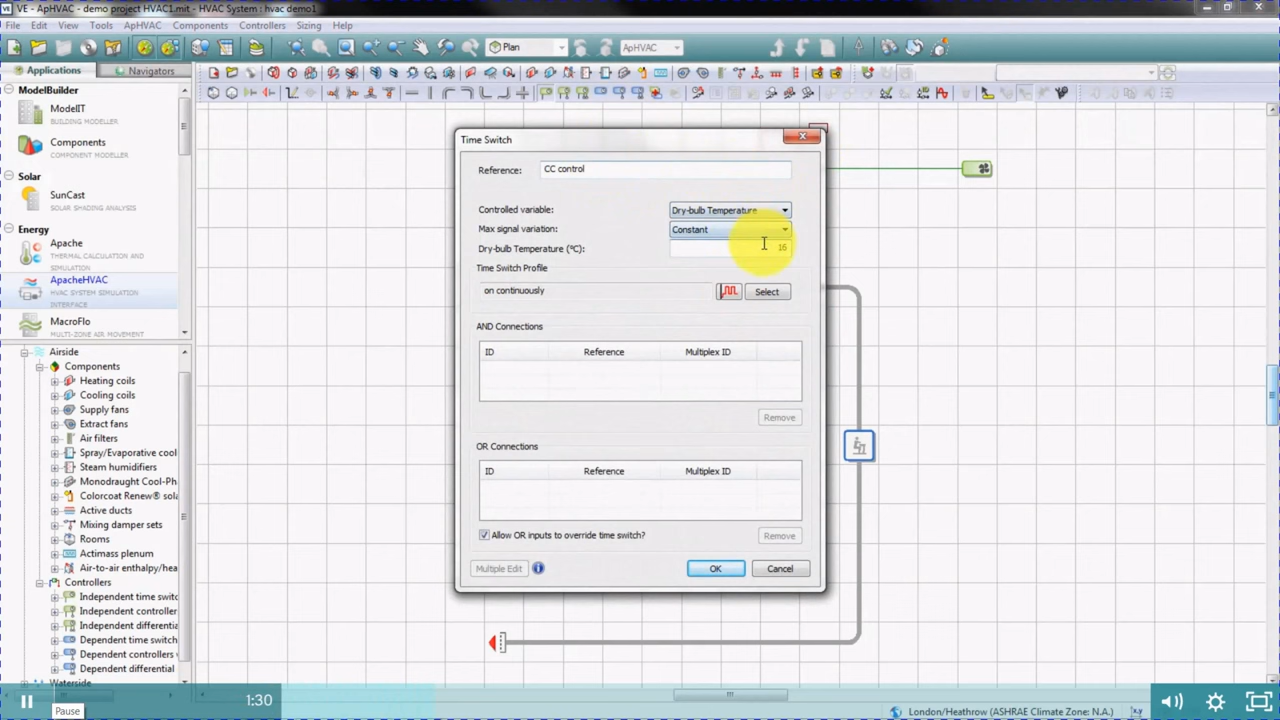 VE - ApHVAC - demo project HVAC1.mit - HVAC System : hvac demo1
File Edit View Tools ApHVAC Components Controllers Sizing Help
Plan
ApHVAC
Applications
Navigators
ModelBuilder
ModelIT
BUILDING MODELLER
Components
COMPONENT MODELLER
Solar
SunCast
SOLAR SHADING ANALYSIS
Energy
Apache
THERMAL CALCULATION AND
SIMULATION
ApacheHVAC
HVAC SYSTEM SIMULATION
INTERFACE
MacroFlo
MULTI-ZONE AIR MOVEMENT
Airside
Components
Heating coils
Cooling coils
Supply fans
Extract fans
Air filters
Spray/Evaporative cool
Steam humidifiers
Monodraught Cool-Ph
Colorcoat Renew® sola
Active ducts
Mixing damper sets
Rooms
Actimass plenum
Air-to-air enthalpy/hea
Controllers
Independent time switc
Independent controller
Independent differentia
Dependent time switch
Dependent controllers
Dependent differential
Waterside
Time Switch
Reference: CC control
Controlled variable: Dry-bulb Temperature
Max signal variation: Constant
Dry-bulb Temperature (°C): 16
Time Switch Profile
on continuously Select
AND Connections
ID Reference Multiplex ID
Remove
OR Connections
ID Reference Multiplex ID
Allow OR inputs to override time switch? Remove
Multiple Edit OK Cancel
1:30
Pause
London/Heathrow (ASHRAE Climate Zone: N.A.)